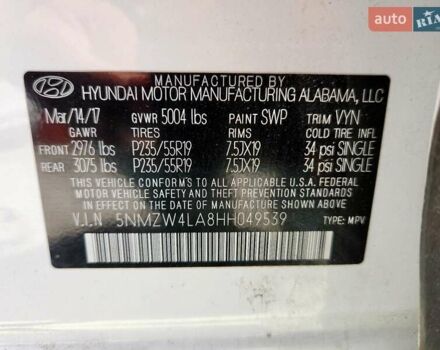 auto RIA
MANUFACTURED BY
HYUNDAI MOTOR MANUFACTURING ALABAMA, LLC
Mar/14/17 GVWR 5004 lbs PAINT SWP TRIM VYN
GAWR TIRES RIMS COLD TIRE INFL
FRONT 2976 lbs P235/55R19 7.5JX19 34 psi SINGLE
REAR 3075 lbs P235/55R19 7.5JX19 34 psi SINGLE
THIS VEHICLE CONFORMS TO ALL APPLICABLE U.S.A FEDERAL
MOTOR VEHICLE SAFETY AND THEFT PREVENTION STANDARDS IN
EFFECT ON THE DATE OF MANUFACTURE SHOWN ABOVE
V.I.N 5NMZW4LA8HH049539
TYPE: MPV